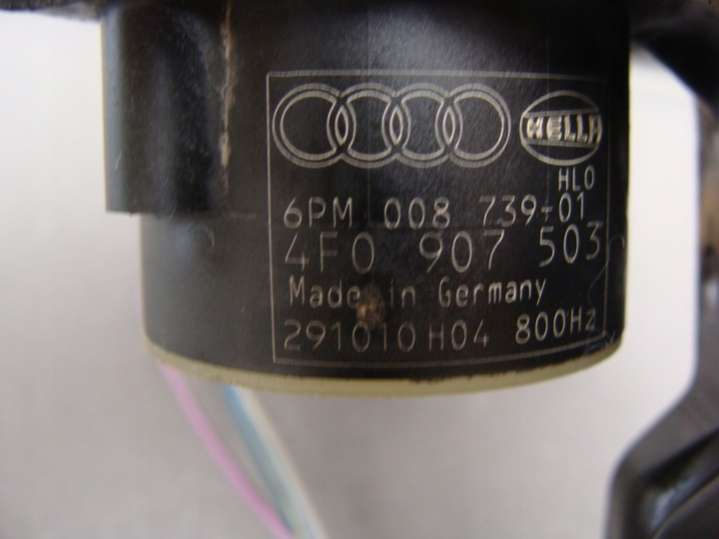 HELLA
HLO
6PM 008 739-01
4F0 907 503
Made in Germany
291010 H04 800Hz